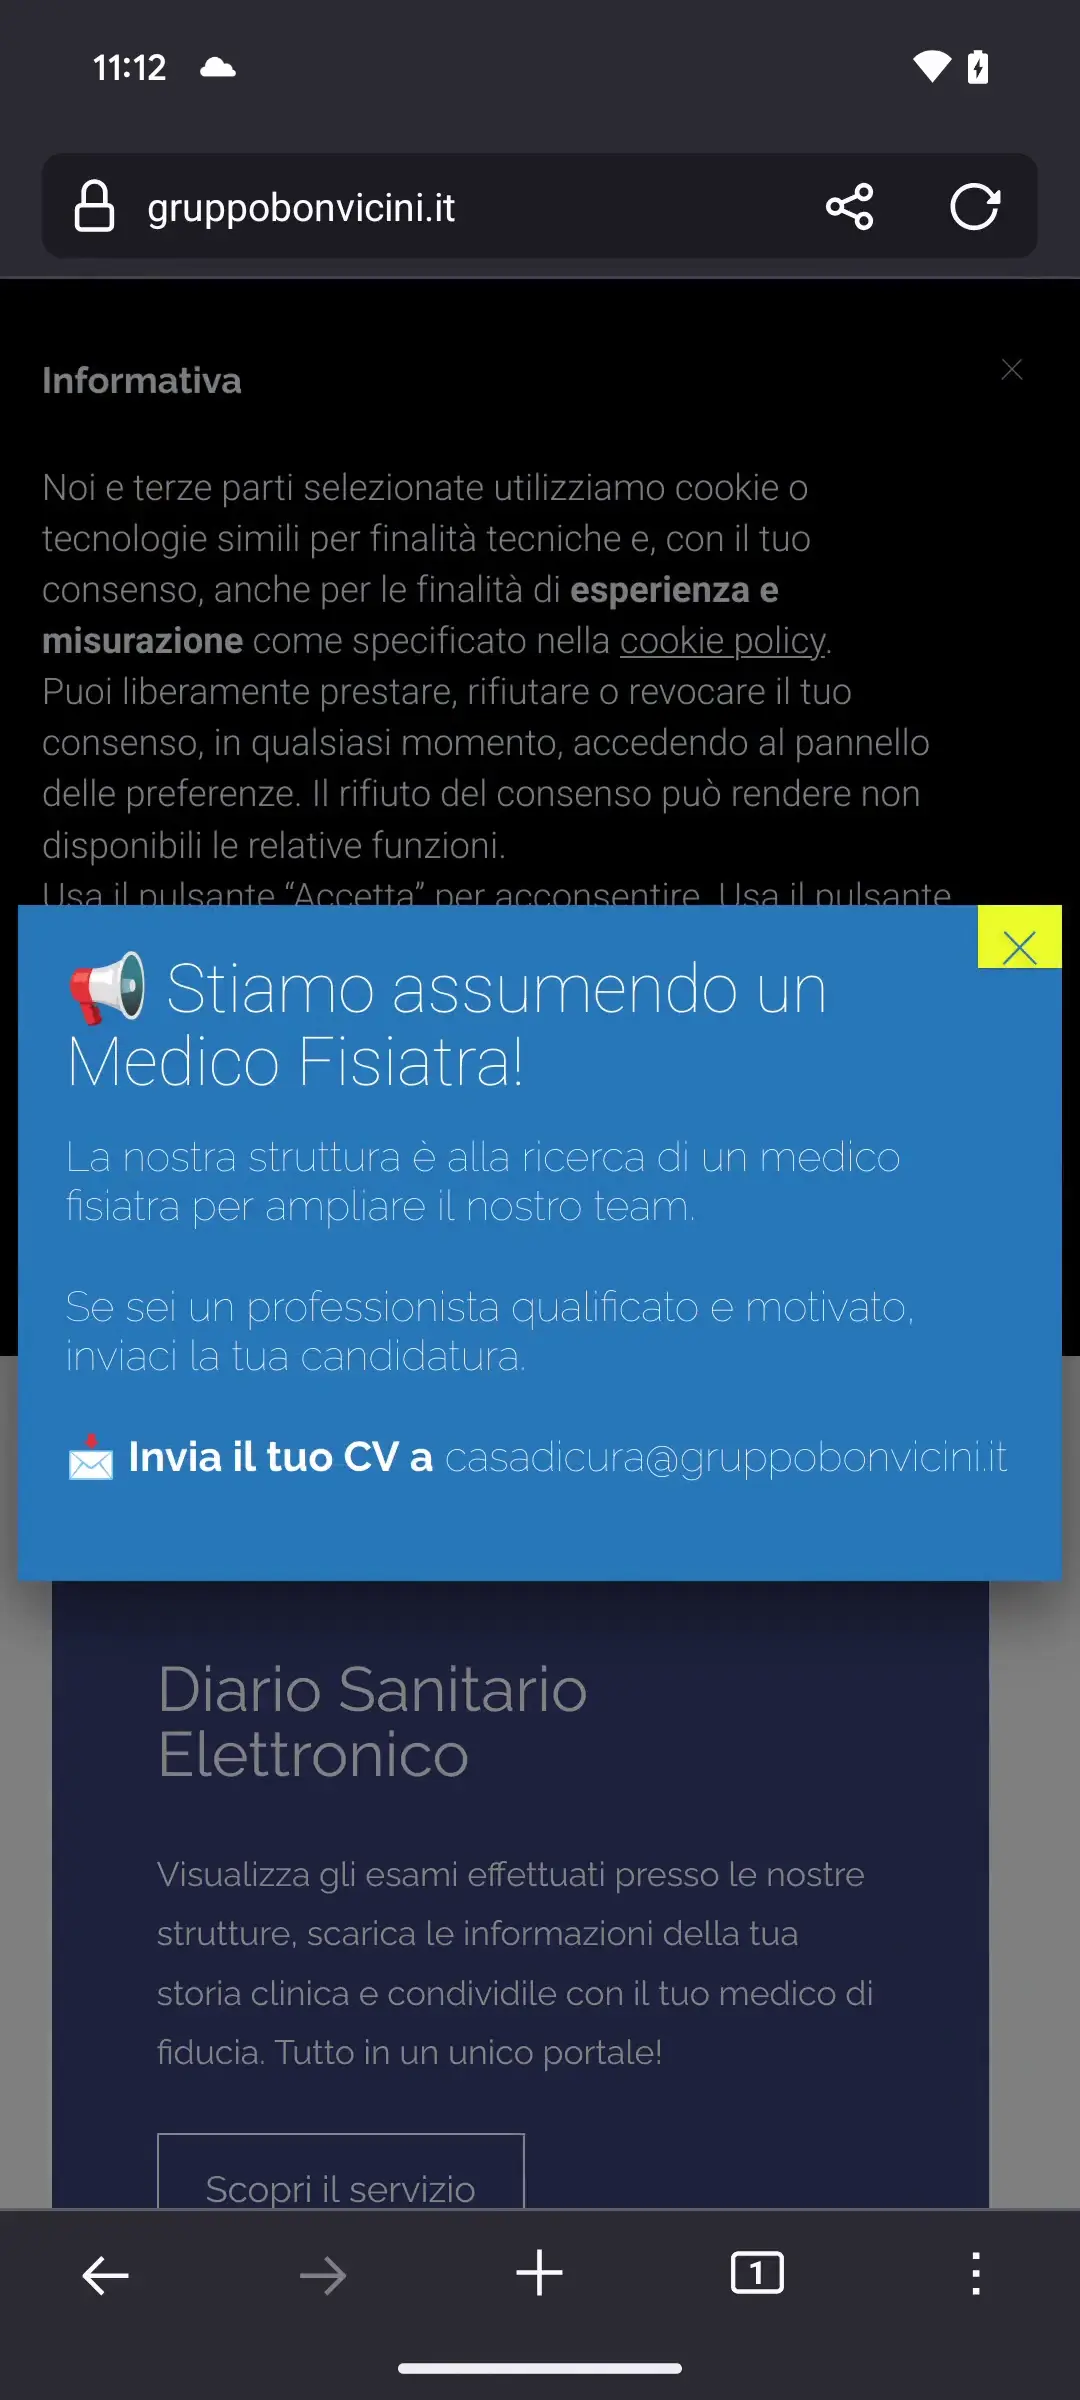 11:12
gruppobonvicini.it
Informativa
Noi e terze parti selezionate utilizziamo cookie o
tecnologie simili per finalità tecniche e, con il tuo
consenso, anche per le finalità di esperienza e
misurazione come specificato nella cookie policy.
Puoi liberamente prestare, rifiutare o revocare il tuo
consenso, in qualsiasi momento, accedendo al pannello
delle preferenze. Il rifiuto del consenso può rendere non
disponibili le relative funzioni.
Usa il pulsante “Accetta” per acconsentire. Usa il pulsante
📢 Stiamo assumendo un
Medico Fisiatra!
La nostra struttura è alla ricerca di un medico
fisiatra per ampliare il nostro team.
Se sei un professionista qualificato e motivato,
inviaci la tua candidatura.
📩 Invia il tuo CV a casadicura@gruppobonvicini.it
Diario Sanitario
Elettronico
Visualizza gli esami effettuati presso le nostre
strutture, scarica le informazioni della tua
storia clinica e condividile con il tuo medico di
fiducia. Tutto in un unico portale!
Scopri il servizio
1